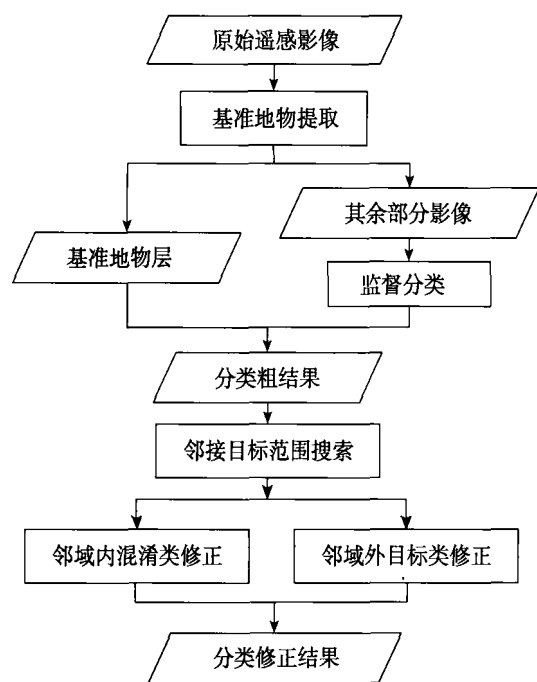 原始遥感影像
基准地物提取
其余部分影像
基准地物层
监督分类
分类粗结果
邻接目标范围搜索
邻域内混淆类修正
邻域外目标类修正
分类修正结果